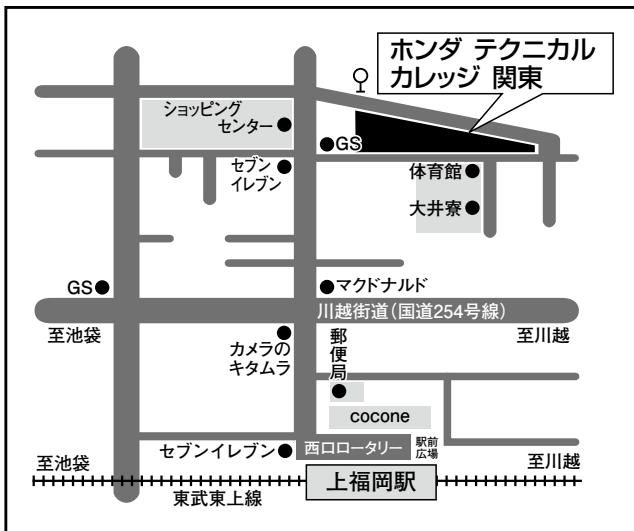 ホンダ テクニカル
カレッジ 関東
ショッピング
センター
GS
セブン
イレブン
体育館
大井寮
GS
マクドナルド
川越街道(国道254号線)
至池袋
至川越
カメラの
キタムラ
郵便局
cocone
セブンイレブン
西口ロータリー
駅前
広場
至池袋
至川越
上福岡駅
東武東上線